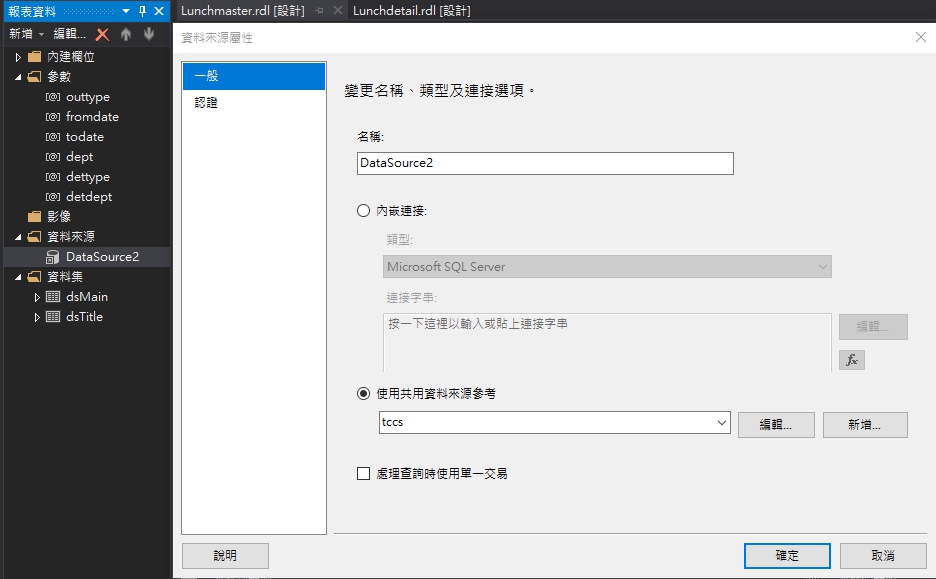 報表資料
Lunchmaster.rdl [設計]
Lunchdetail.rdl [設計]
新增
編輯...
內建欄位
參數
outtype
fromdate
todate
dept
dettype
detdept
影像
資料來源
DataSource2
資料集
dsMain
dsTitle
資料來源屬性
一般
認證
變更名稱、類型及連接選項。
名稱:
DataSource2
內嵌連接:
類型:
Microsoft SQL Server
連接字串:
按一下這裡以輸入或貼上連接字串
編輯...
fx
使用共用資料來源參考
tccs
編輯...
新增...
處理查詢時使用單一交易
說明
確定
取消